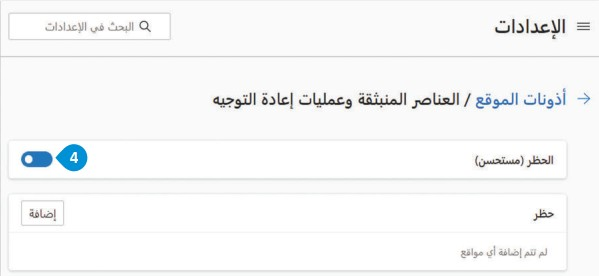 الإعدادات
البحث في الإعدادات
أذونات الموقع / العناصر المنبثقة وعمليات إعادة التوجيه
الحظر (مستحسن)
4
حظر
إضافة
لم تتم إضافة أي مواقع